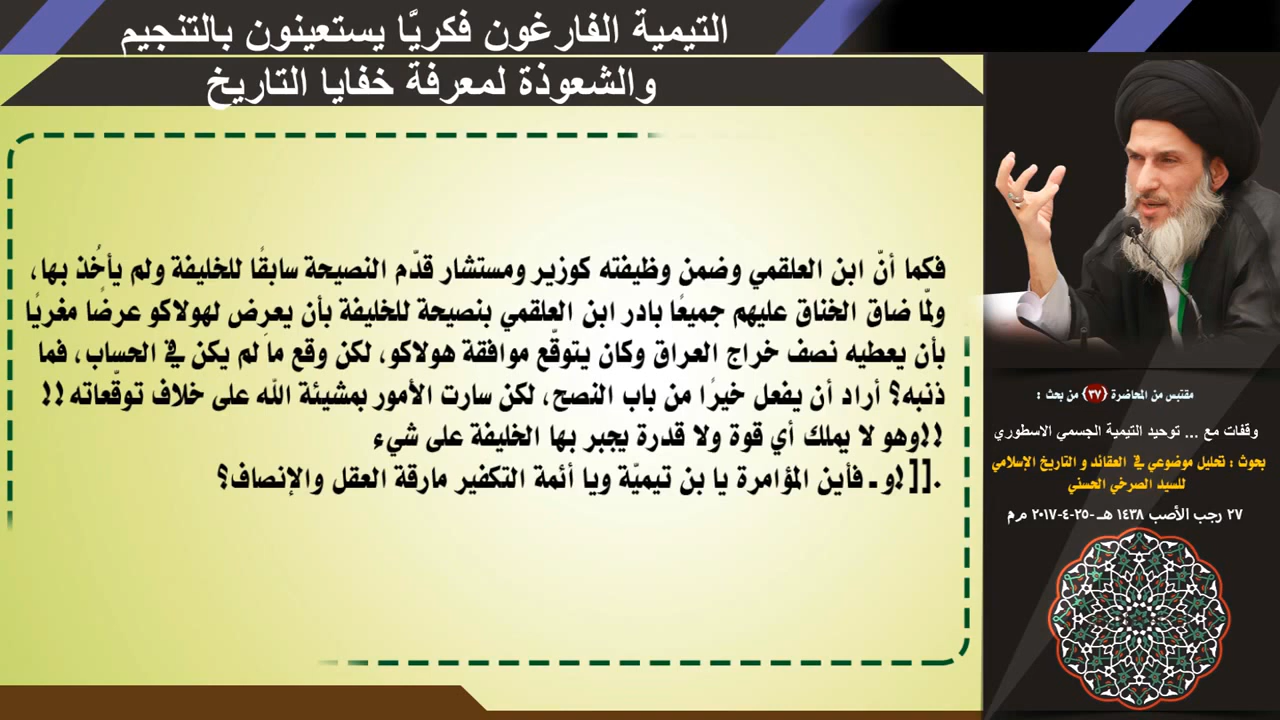 التيمية الفارغون فكريًّا يستعينون بالتنجيم
والشعوذة لمعرفة خفايا التاريخ
فكما أنّ ابن العلقمي وضمن وظيفته كوزير ومستشار قدّم النصيحة سابقًا للخليفة ولم يأخُذ بها،
ولمّا ضاق الخناق عليهم جميعًا بادر ابن العلقمي بنصيحة للخليفة بأن يعرِض لهولاكو عرضًا مغريًا
بأن يعطيه نصف خراج العراق وكان يتوقّع موافقة هولاكو، لكن وقع ما لم يكن في الحساب، فما
ذنبه؟ أراد أن يفعل خيرًا من باب النصح، لكن سارت الأمور بمشيئة الله على خلاف توقّعاته !!
!!وهو لا يملك أي قوة ولا قدرة يجبر بها الخليفة على شيء
.[[!و ـ فأين المؤامرة يا بن تيميّة ويا أئمة التكفير مارقة العقل والإنصاف؟
مقتبس من المحاضرة (٣٧) من بحث :
وقفات مع ... توحيد التيمية الجسمي الاسطوري
بحوث : تحليل موضوعي في العقائد و التاريخ الإسلامي
للسيد الصرخي الحسني
٢٧ رجب الأصب ١٤٣٨ هـ -٢٥-٤-٢٠١٧ م